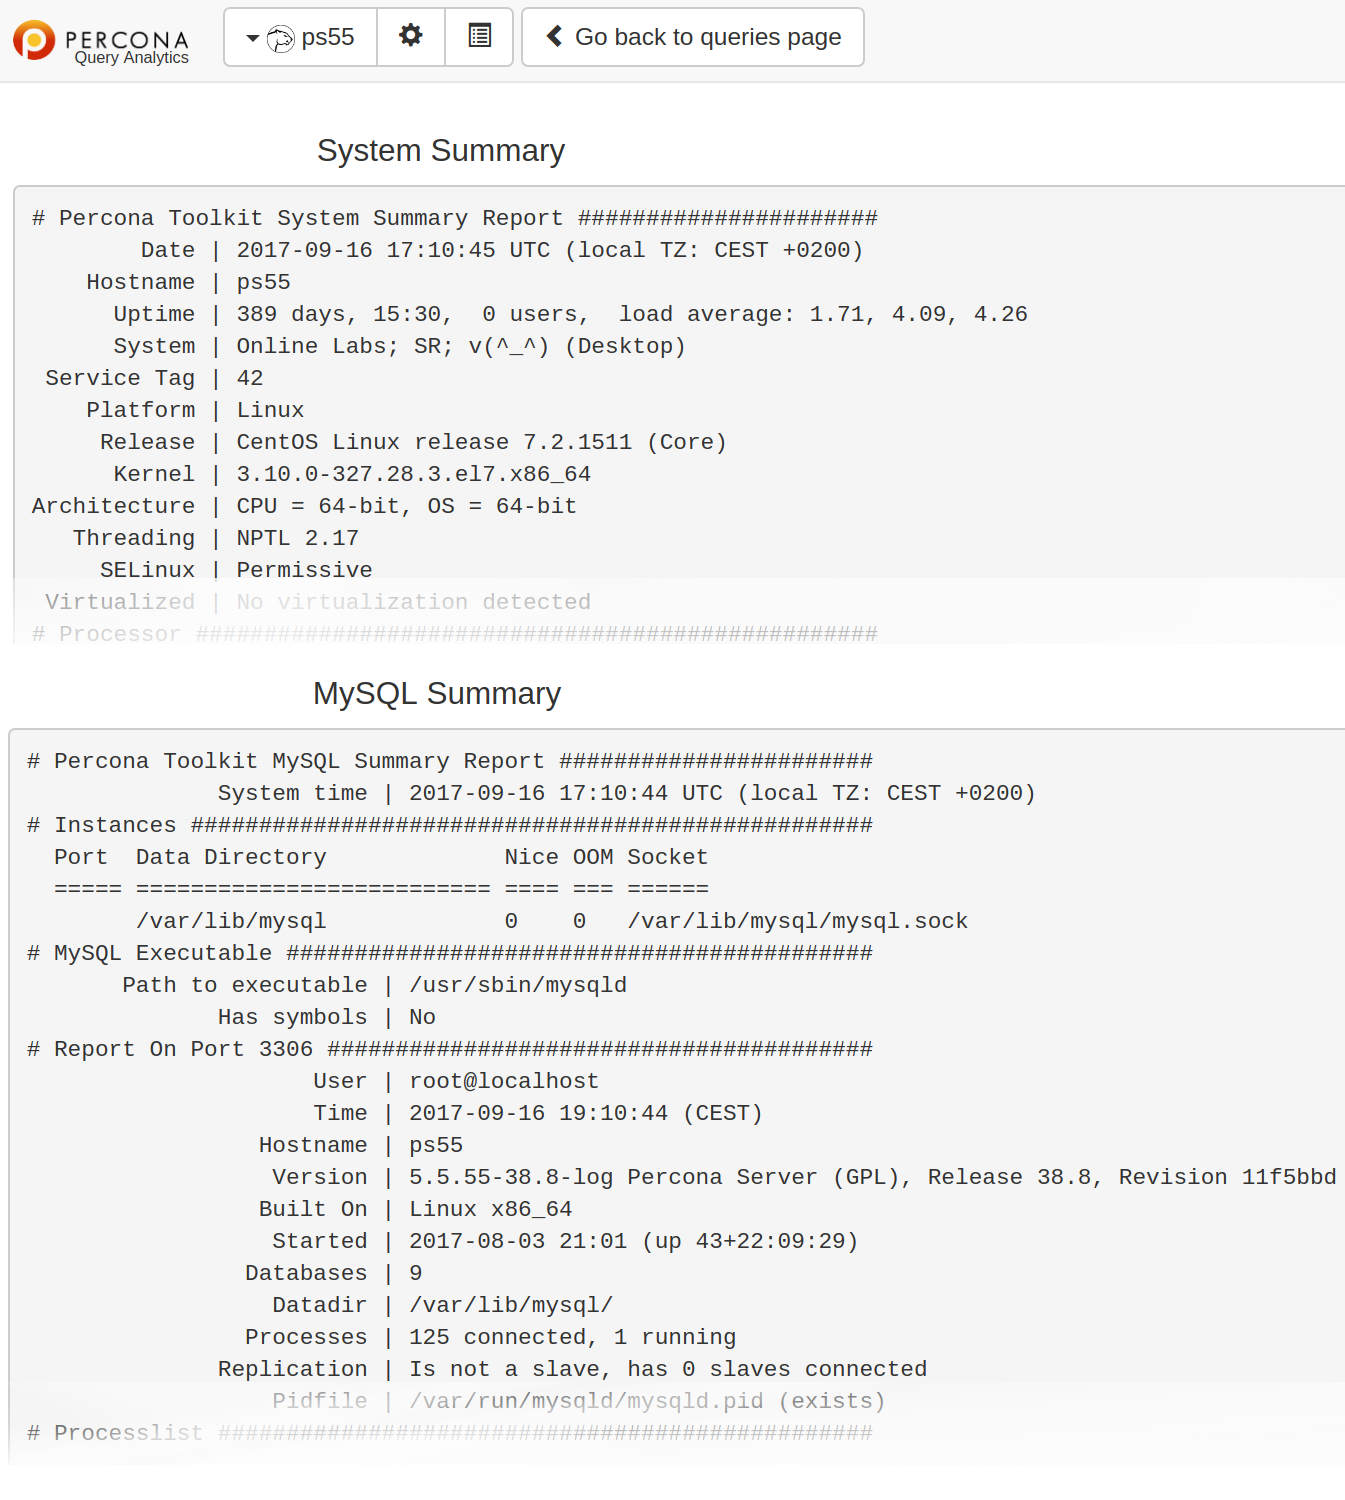 PERCONA
Query Analytics
ps55
Go back to queries page
System Summary
# Percona Toolkit System Summary Report ######################
        Date | 2017-09-16 17:10:45 UTC (local TZ: CEST +0200)
    Hostname | ps55
      Uptime | 389 days, 15:30,  0 users,  load average: 1.71, 4.09, 4.26
      System | Online Labs; SR; v(^_^) (Desktop)
 Service Tag | 42
    Platform | Linux
     Release | CentOS Linux release 7.2.1511 (Core)
      Kernel | 3.10.0-327.28.3.el7.x86_64
Architecture | CPU = 64-bit, OS = 64-bit
   Threading | NPTL 2.17
     SELinux | Permissive
 Virtualized | No virtualization detected
# Processor ##################################################
MySQL Summary
# Percona Toolkit MySQL Summary Report #######################
              System time | 2017-09-16 17:10:44 UTC (local TZ: CEST +0200)
# Instances ##################################################
  Port  Data Directory             Nice OOM Socket
  ===== ========================== ==== === ======
        /var/lib/mysql             0    0   /var/lib/mysql/mysql.sock
# MySQL Executable ###########################################
       Path to executable | /usr/sbin/mysqld
              Has symbols | No
# Report On Port 3306 ########################################
                     User | root@localhost
                     Time | 2017-09-16 19:10:44 (CEST)
                 Hostname | ps55
                  Version | 5.5.55-38.8-log Percona Server (GPL), Release 38.8, Revision 11f5bbd
                 Built On | Linux x86_64
                  Started | 2017-08-03 21:01 (up 43+22:09:29)
                Databases | 9
                  Datadir | /var/lib/mysql/
                Processes | 125 connected, 1 running
              Replication | Is not a slave, has 0 slaves connected
                  Pidfile | /var/run/mysqld/mysqld.pid (exists)
# Processlist ################################################